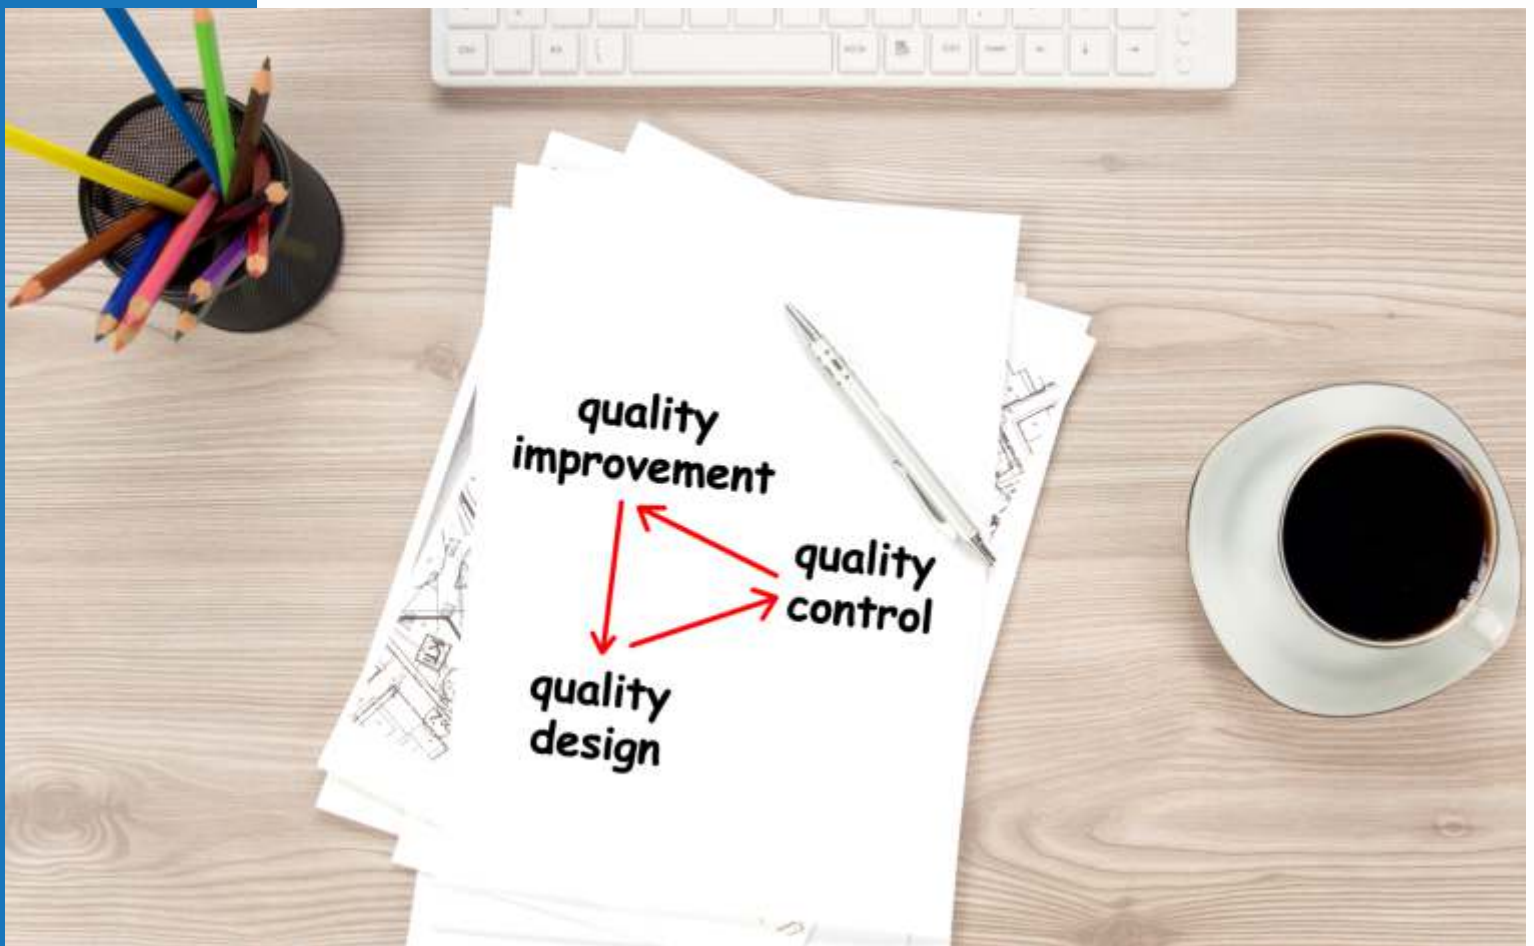 quality
improvement
quality
control
quality
design